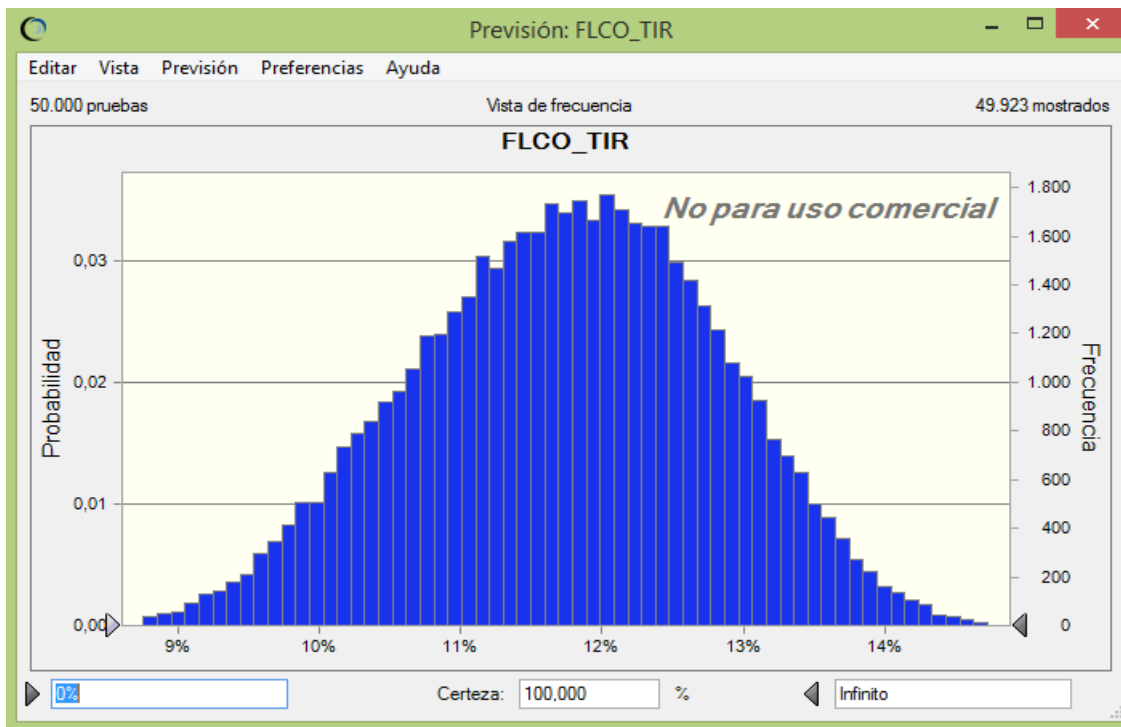 Previsión: FLCO_TIR
Editar Vista Previsión Preferencias Ayuda
50.000 pruebas Vista de frecuencia 49.923 mostrados
FLCO_TIR
No para uso comercial
Probabilidad
0,03
0,02
0,01
0,00
1.800
1.600
1.400
1.200
1.000
800
600
400
200
0
Frecuencia
9% 10% 11% 12% 13% 14%
0% Certeza: 100,000 % Infinito